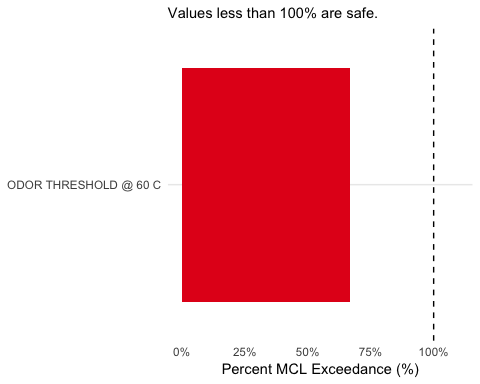 Values less than 100% are safe.
ODOR THRESHOLD @ 60 C
0% 25% 50% 75% 100%
Percent MCL Exceedance (%)